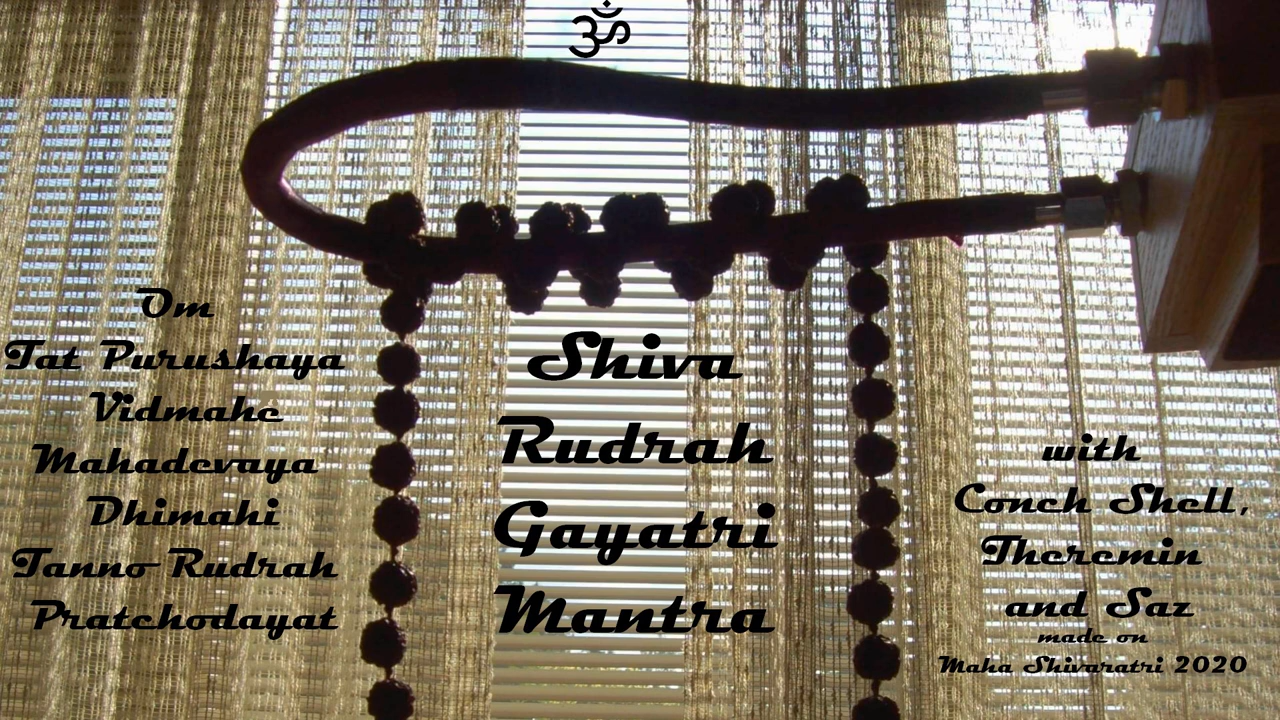 ॐ
Om
Tat Purushaya
Vidmahe
Mahadevaya
Dhimahi
Tanno Rudrah
Pratchodayat
Shiva
Rudrah
Gayatri
Mantra
with
Conch Shell,
Theremin
and Saz
made on
Maha Shivaratri 2020